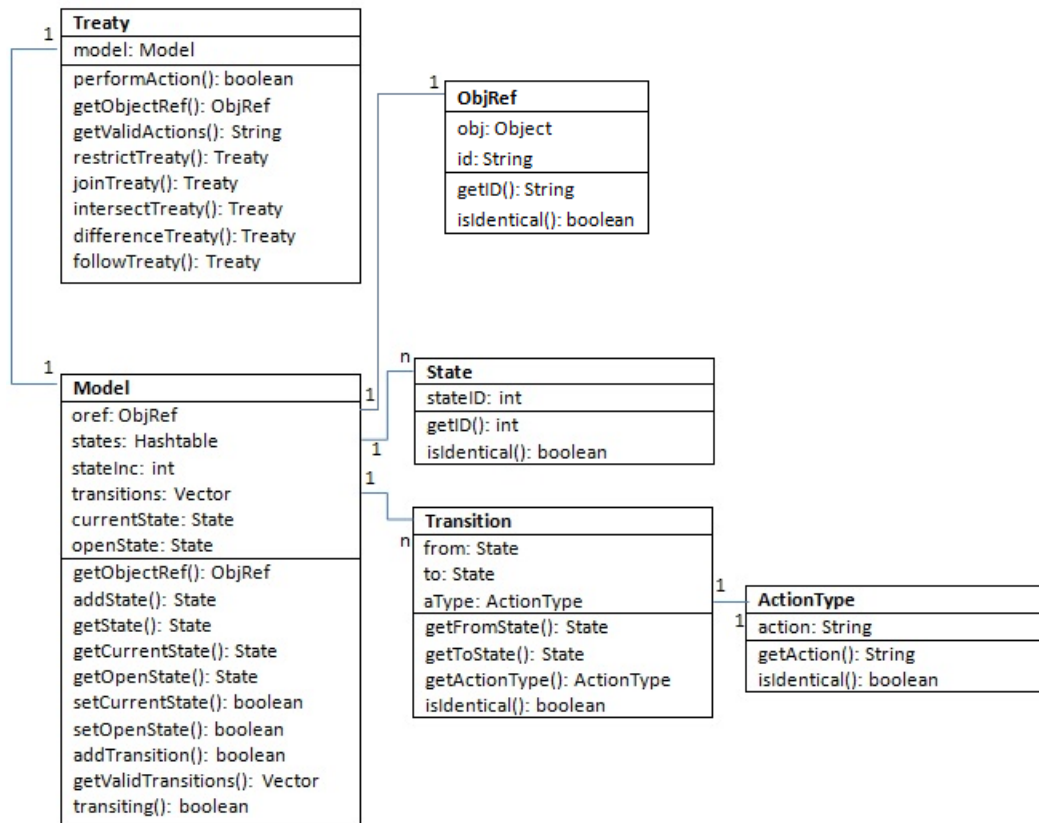 1
Treaty
model: Model
performAction(): boolean
getObjectRef(): ObjRef
getValidActions(): String
restrictTreaty(): Treaty
joinTreaty(): Treaty
intersectTreaty(): Treaty
differenceTreaty(): Treaty
followTreaty(): Treaty
1
ObjRef
obj: Object
id: String
getID(): String
isIdentical(): boolean
1
Model
oref: ObjRef
states: Hashtable
stateInc: int
transitions: Vector
currentState: State
openState: State
getObjectRef(): ObjRef
addState(): State
getState(): State
getCurrentState(): State
getOpenState(): State
setCurrentState(): boolean
setOpenState(): boolean
addTransition(): boolean
getValidTransitions(): Vector
transiting(): boolean
1
1
1
n
State
stateID: int
getID(): int
isIdentical(): boolean
n
Transition
from: State
to: State
aType: ActionType
getFromState(): State
getToState(): State
getActionType(): ActionType
isIdentical(): boolean
1
1
ActionType
action: String
getAction(): String
isIdentical(): boolean